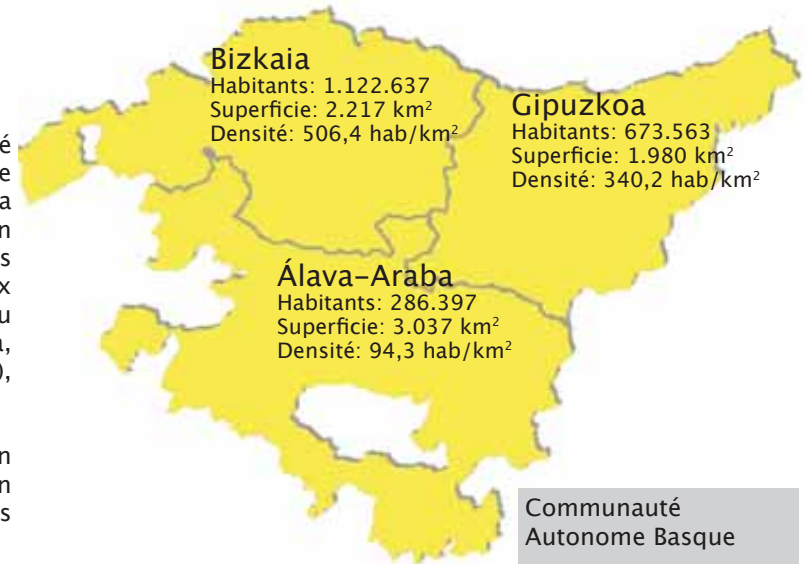 Bizkaia
Habitants: 1.122.637
Superficie: 2.217 km²
Densité: 506,4 hab/km²
Gipuzkoa
Habitants: 673.563
Superficie: 1.980 km²
Densité: 340,2 hab/km²
Álava-Araba
Habitants: 286.397
Superficie: 3.037 km²
Densité: 94,3 hab/km²
Communauté
Autonome Basque